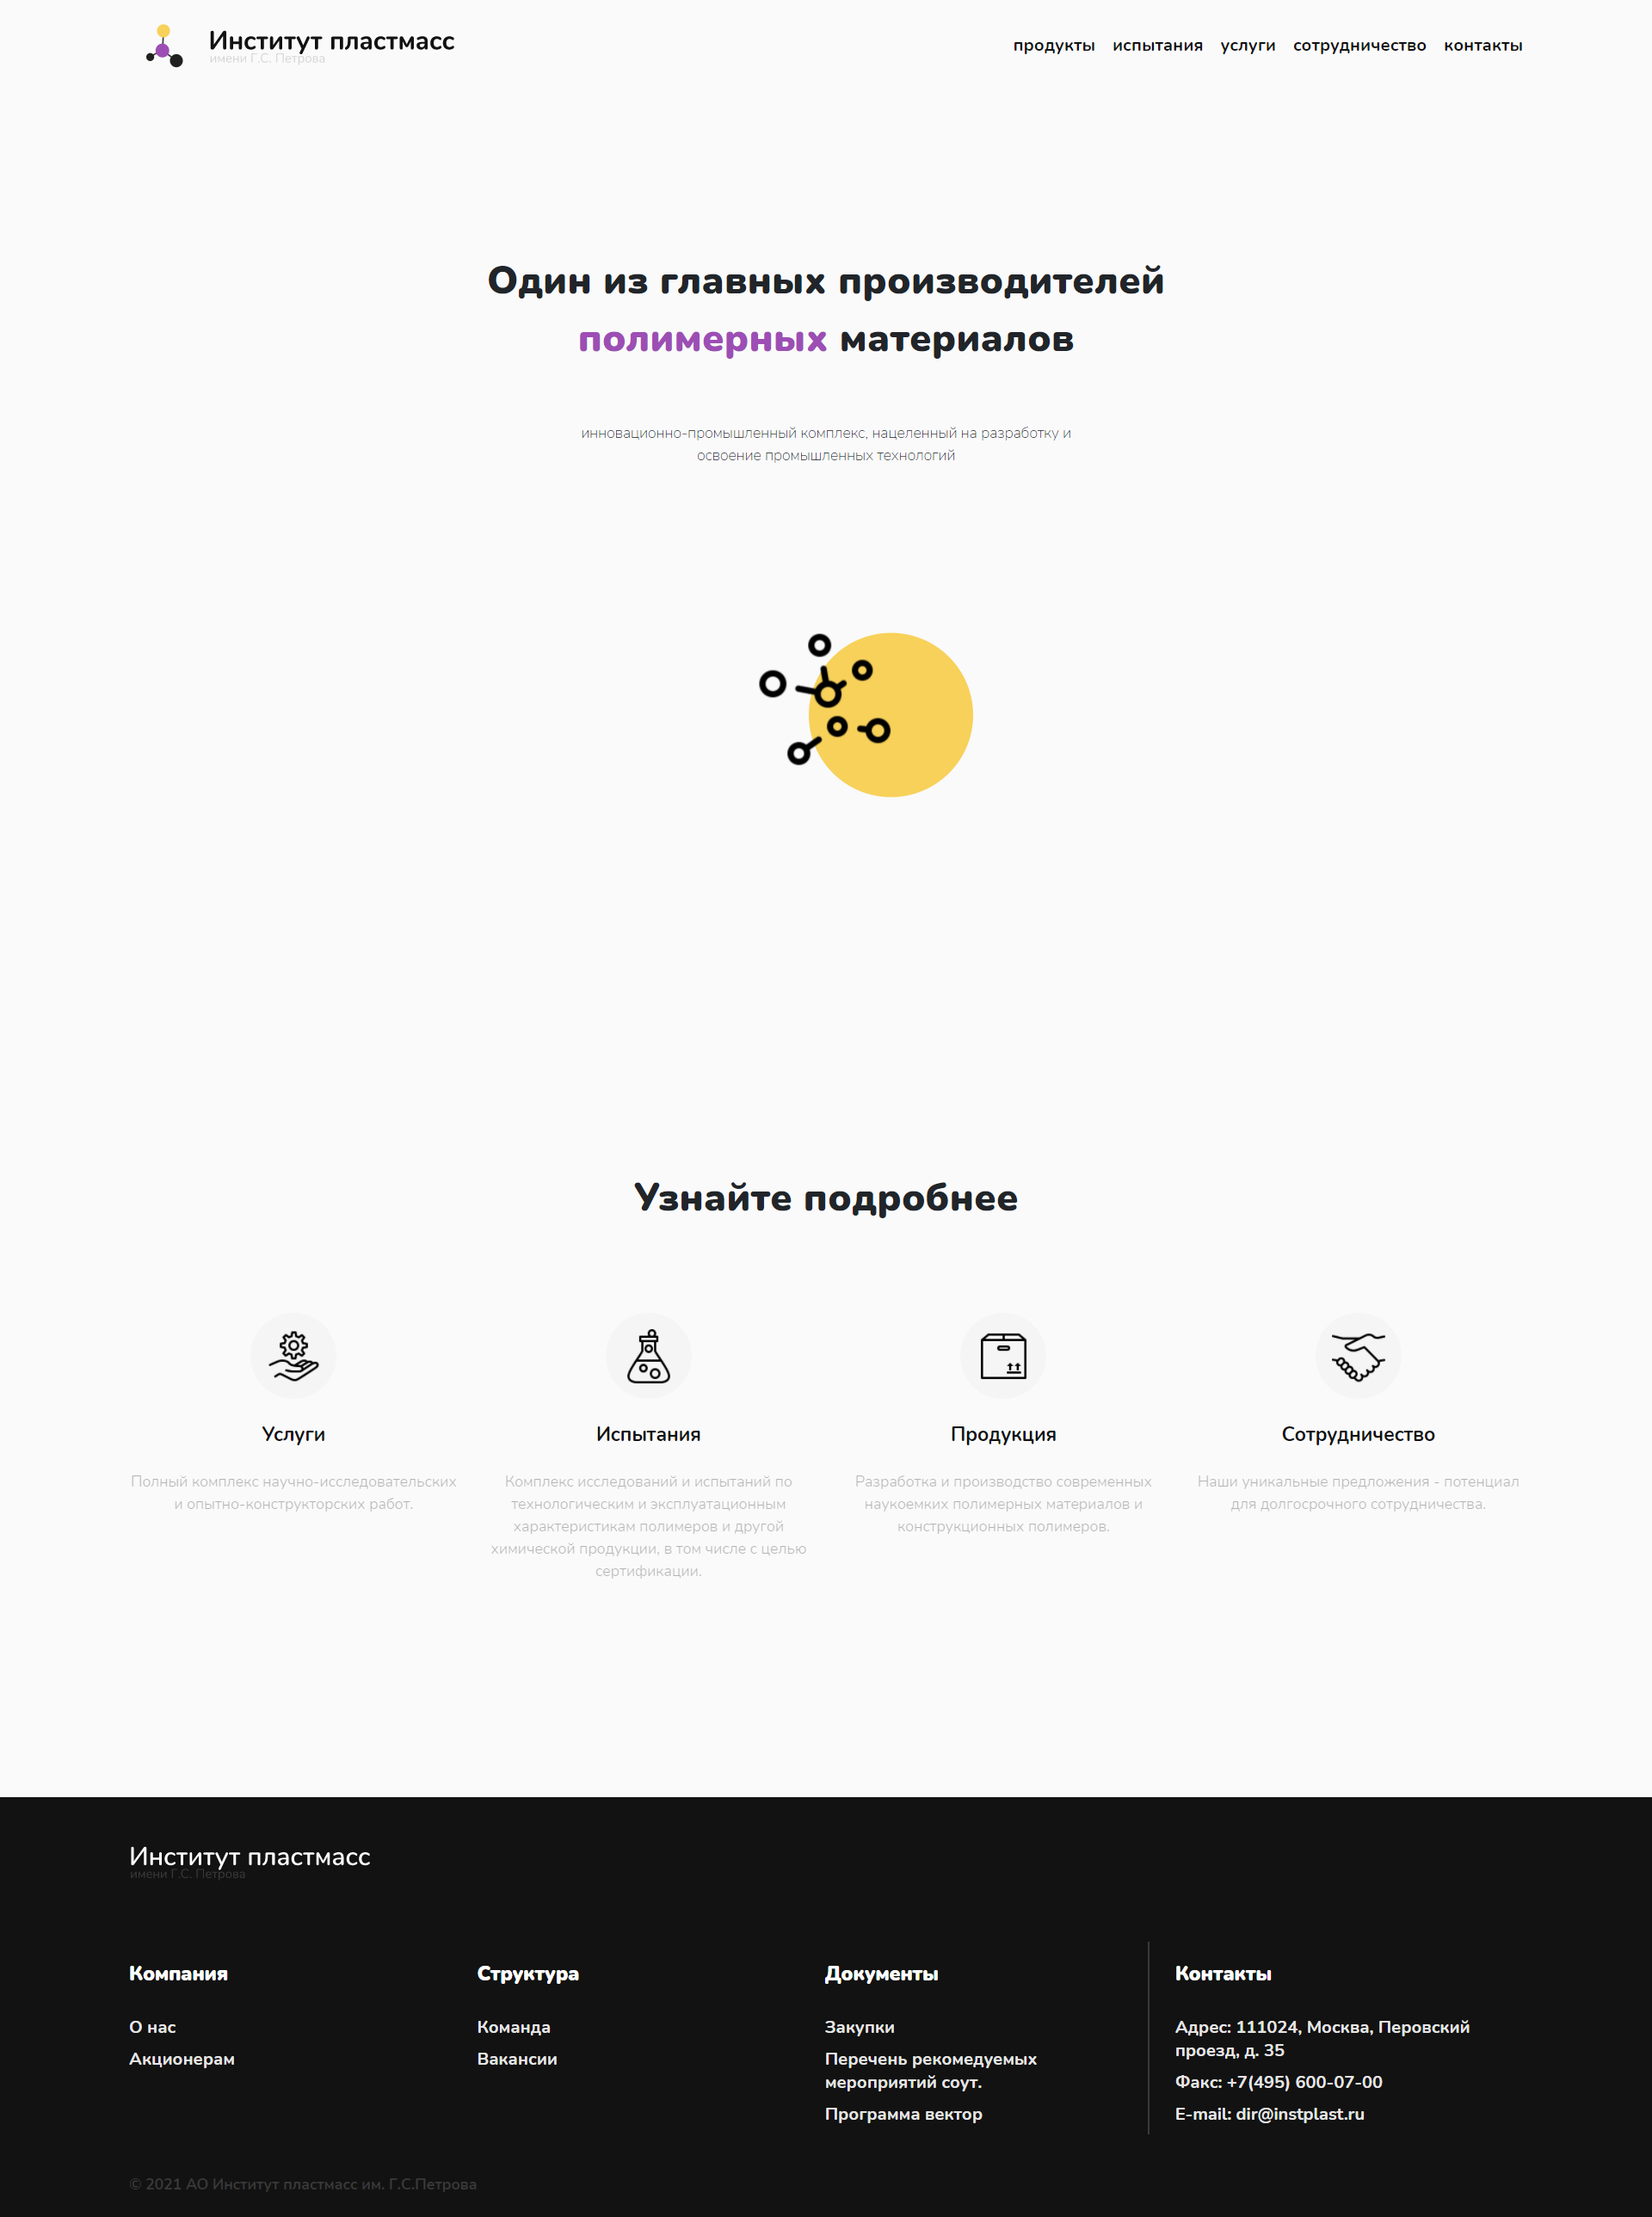 Институт пластмасс
имени Г.С. Петрова
продукты испытания услуги сотрудничество контакты
Один из главных производителей
полимерных материалов
инновационно-промышленный комплекс, нацеленный на разработку и
освоение промышленных технологий
Узнайте подробнее
Услуги
Полный комплекс научно-исследовательских
и опытно-конструкторских работ.
Испытания
Комплекс исследований и испытаний по
технологическим и эксплуатационным
характеристикам полимеров и другой
химической продукции, в том числе с целью
сертификации.
Продукция
Разработка и производство современных
наукоемких полимерных материалов и
конструкционных полимеров.
Сотрудничество
Наши уникальные предложения - потенциал
для долгосрочного сотрудничества.
Институт пластмасс
имени Г.С. Петрова
Компания
О нас
Акционерам
Структура
Команда
Вакансии
Документы
Закупки
Перечень рекомедуемых
мероприятий соут.
Программа вектор
Контакты
Адрес: 111024, Москва, Перовский
проезд, д. 35
Факс: +7(495) 600-07-00
E-mail: dir@instplast.ru
© 2021 АО Институт пластмасс им. Г.С.Петрова